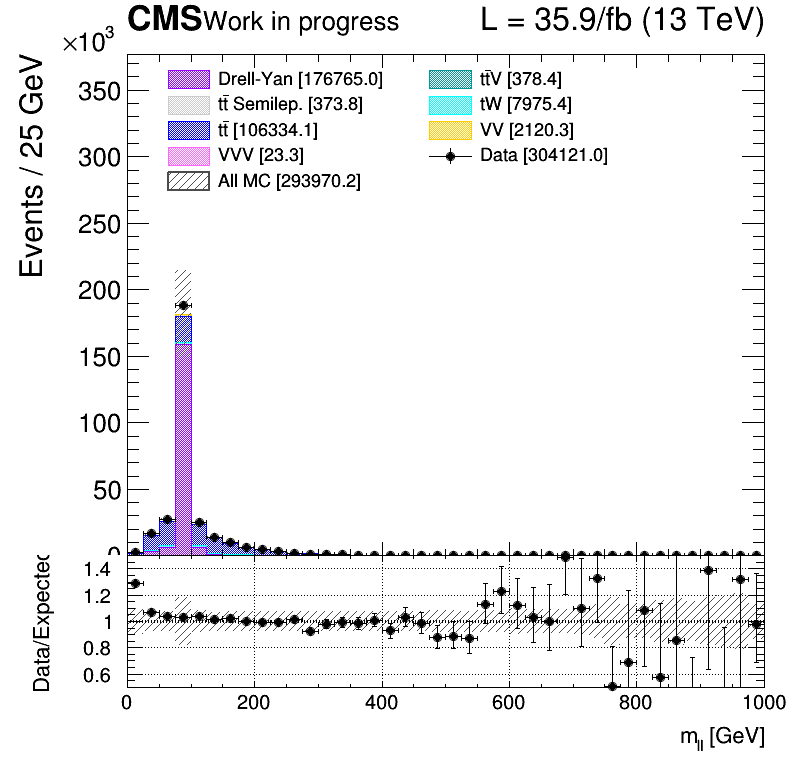 CMS Work in progress L = 35.9/fb (13 TeV)
×10³
Events / 25 GeV
350
300
250
200
150
100
50
0
Drell-Yan [176765.0]
tt̄ Semilep. [373.8]
tt̄ [106334.1]
VVV [23.3]
All MC [293970.2]
tt̄V [378.4]
tW [7975.4]
VV [2120.3]
Data [304121.0]
Data/Expected
1.4
1.2
1
0.8
0.6
0 200 400 600 800 1000
m_ll [GeV]